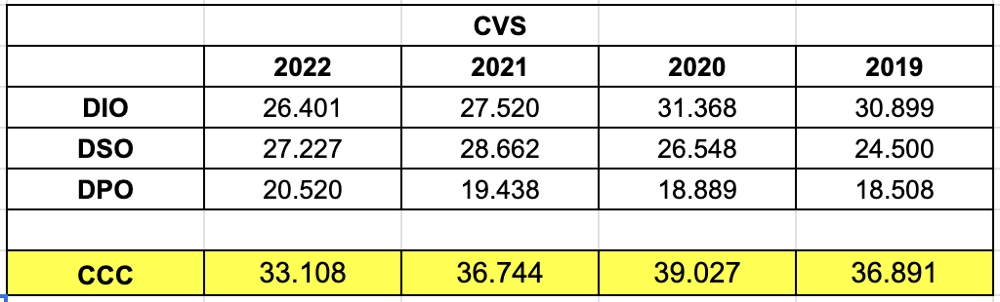 CVS
2022 2021 2020 2019
DIO 26.401 27.520 31.368 30.899
DSO 27.227 28.662 26.548 24.500
DPO 20.520 19.438 18.889 18.508
CCC 33.108 36.744 39.027 36.891